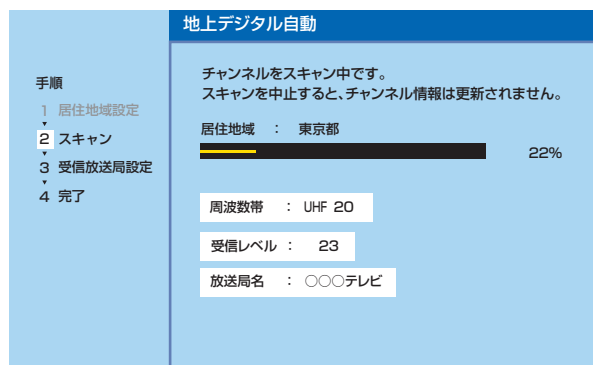 地上デジタル自動
手順
1 居住地域設定
2 スキャン
3 受信放送局設定
4 完了
チャンネルをスキャン中です。
スキャンを中止すると、チャンネル情報は更新されません。
居住地域 : 東京都
22%
周波数帯 : UHF 20
受信レベル : 23
放送局名 : ○○○テレビ